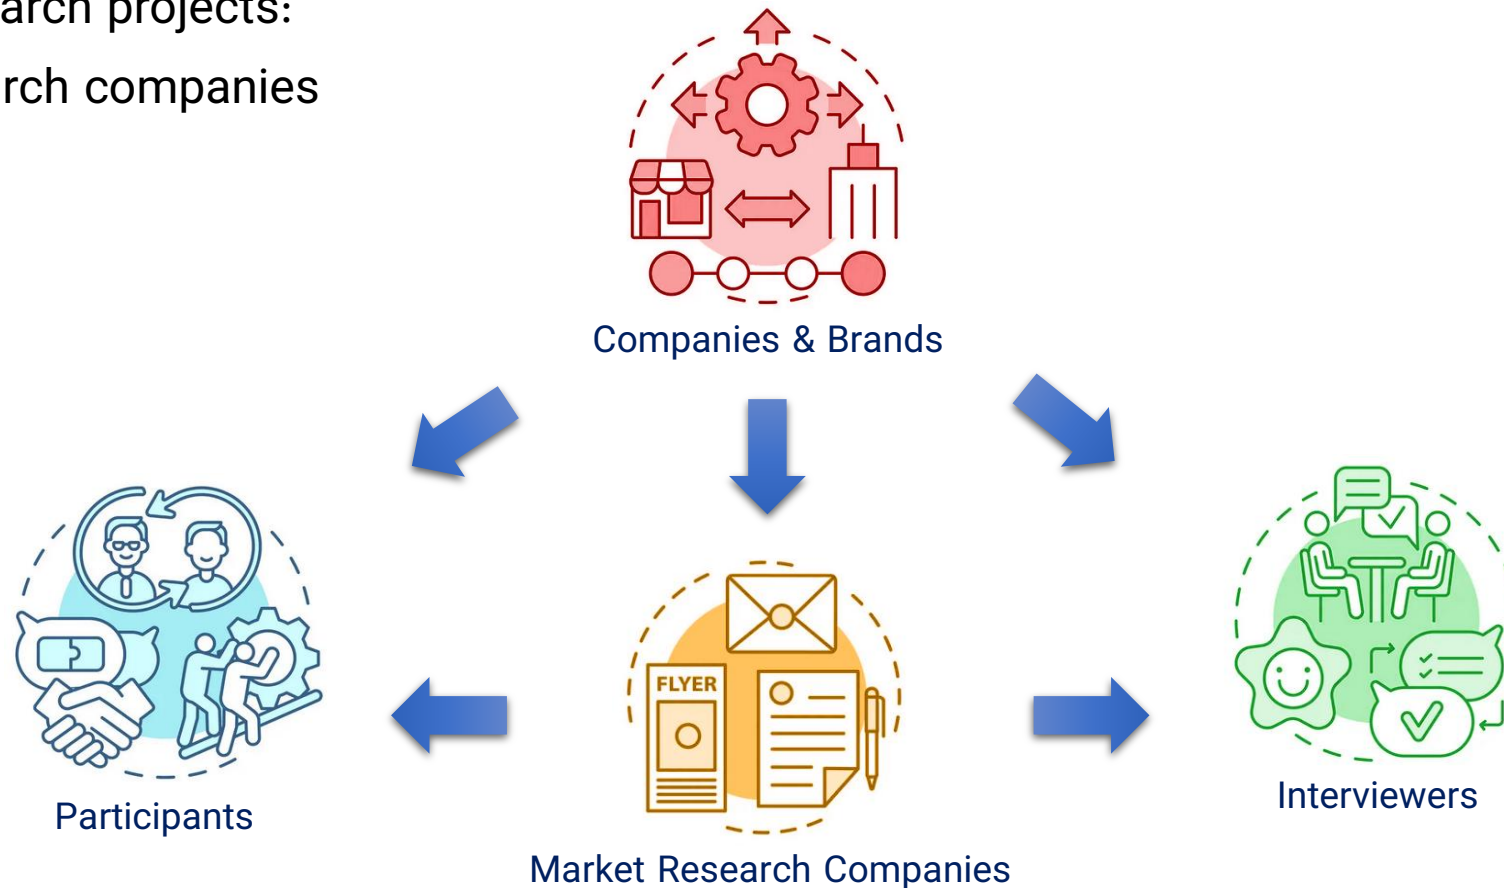 arch projects:
rch companies
Companies & Brands
FLYER
Participants
Interviewers
Market Research Companies